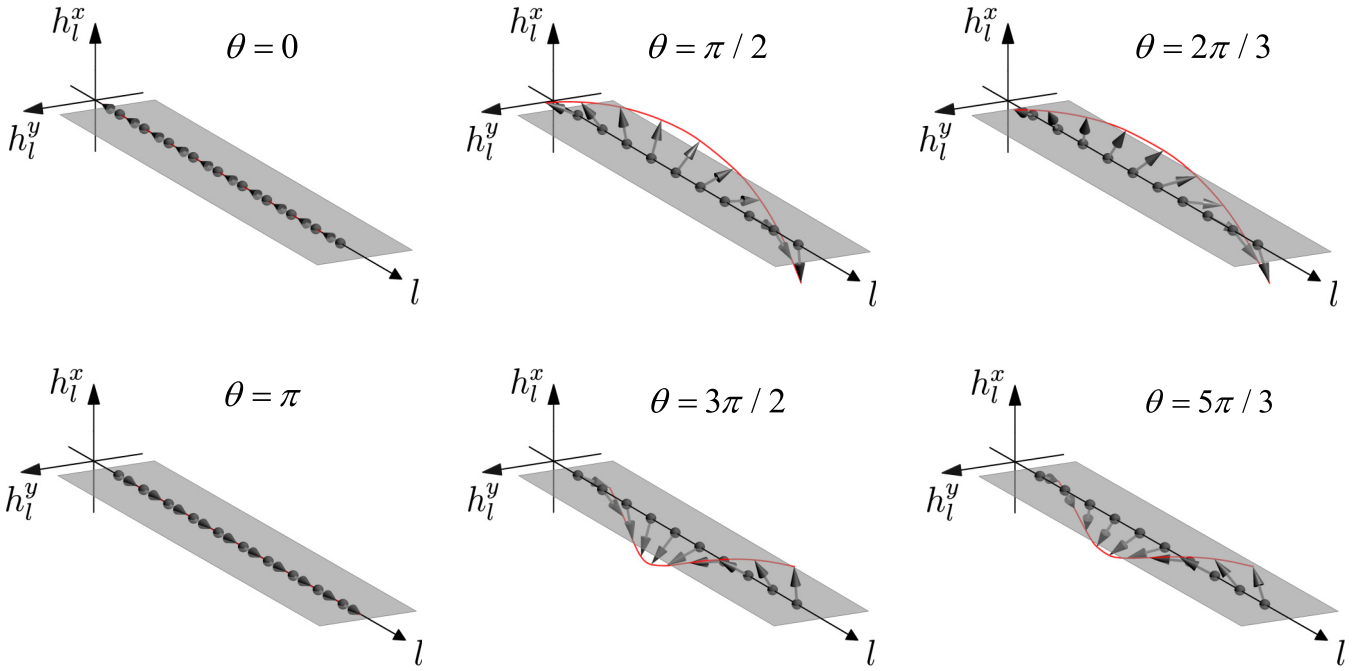 h_l^x
θ = 0
h_l^y
l
h_l^x
θ = π / 2
h_l^y
l
h_l^x
θ = 2π / 3
h_l^y
l
h_l^x
θ = π
h_l^y
l
h_l^x
θ = 3π / 2
h_l^y
l
h_l^x
θ = 5π / 3
h_l^y
l